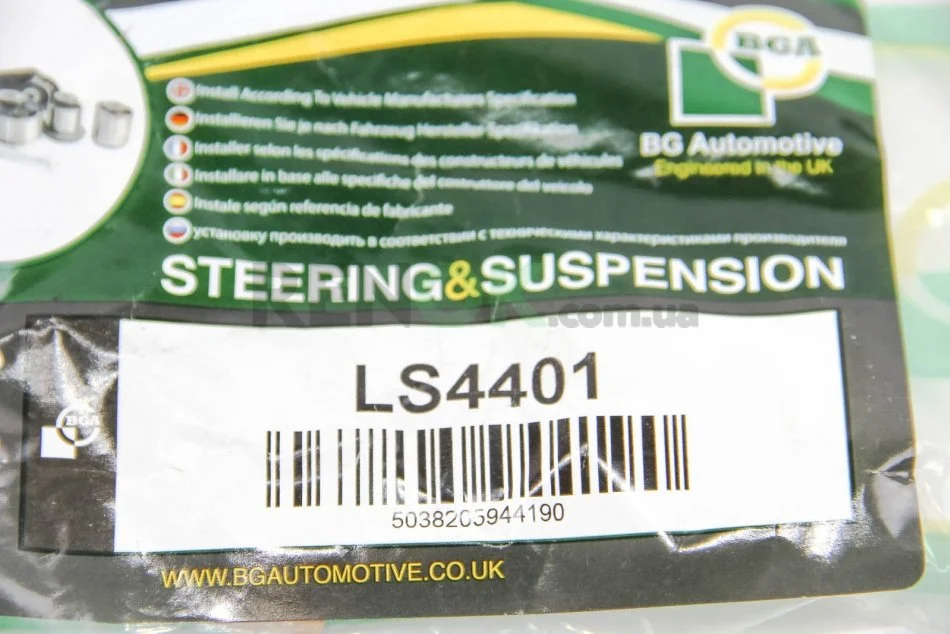 BGA
BG Automotive
Engineered in the UK
Install According To Vehicle Manufacturers Specification
Installieren Sie je nach Fahrzeug Hersteller Spezifikation
Installer selon les spécifications des constructeurs de véhicules
Installare in base alle specifiche del costruttore del veicolo
Instale según referencia de fabricante
установку производить в соответствии с техническими характеристиками производителя
STEERING&SUSPENSION
.com.ua
LS4401
BGA
5038205944190
WWW.BGAUTOMOTIVE.CO.UK